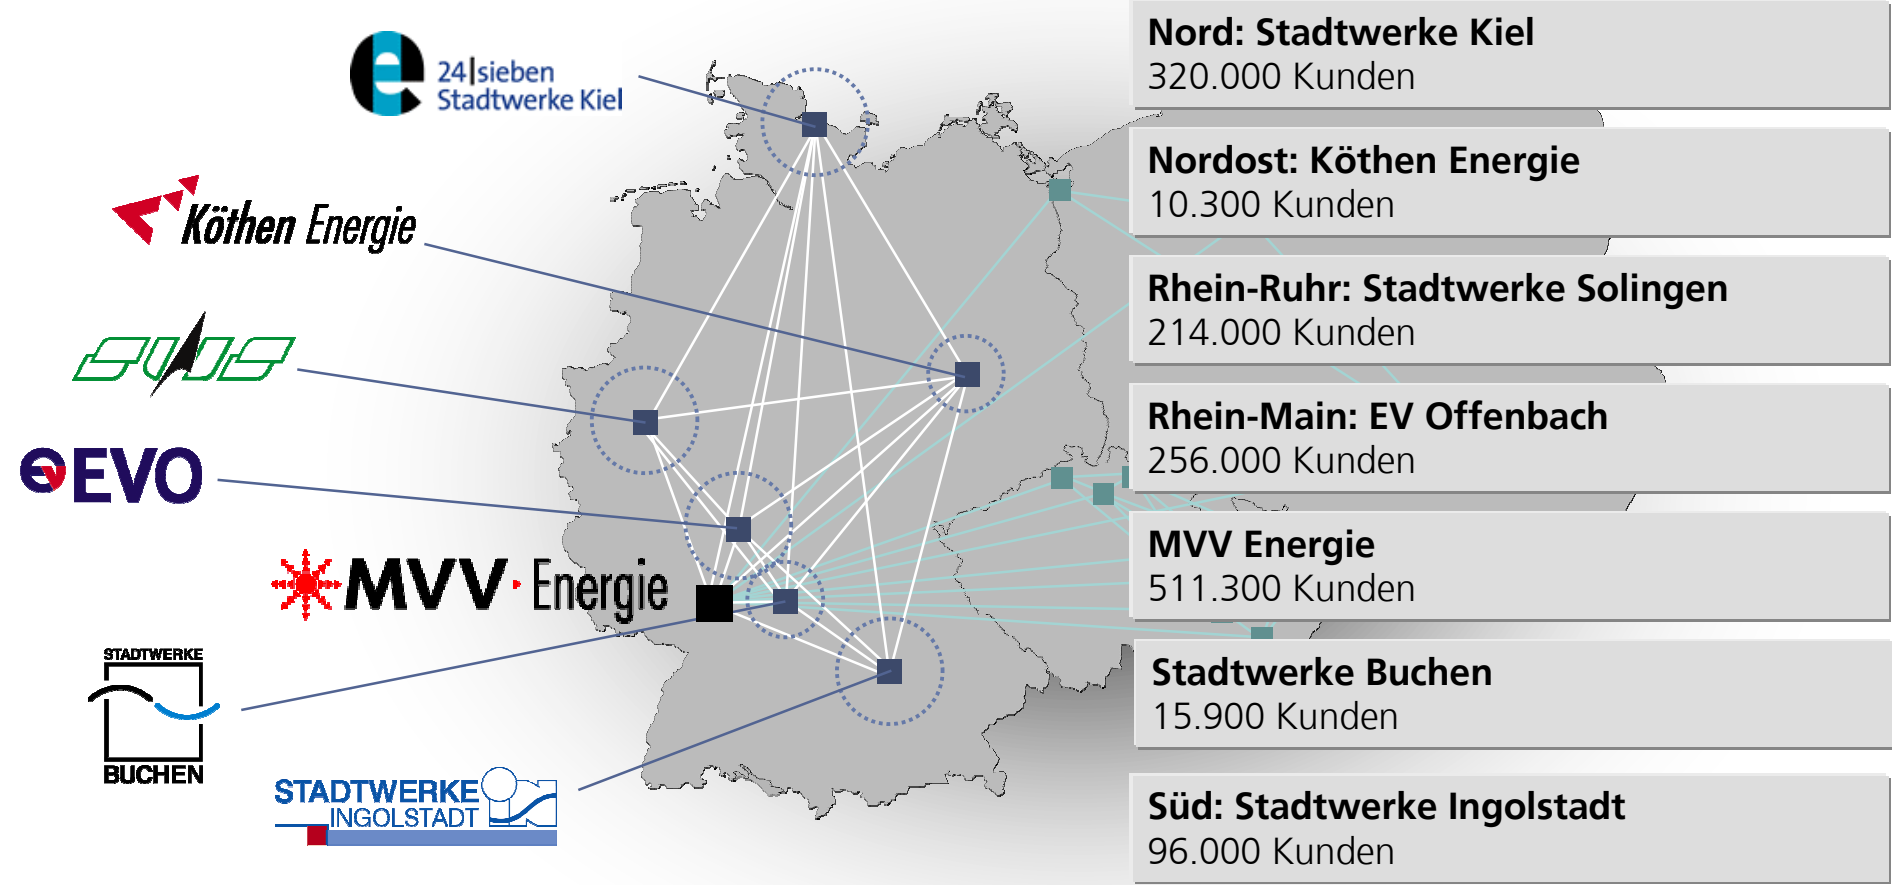 24|sieben
Stadtwerke Kiel
Köthen Energie
SWS
EVO
MVV Energie
STADTWERKE
BUCHEN
STADTWERKE
INGOLSTADT
Nord: Stadtwerke Kiel
320.000 Kunden
Nordost: Köthen Energie
10.300 Kunden
Rhein-Ruhr: Stadtwerke Solingen
214.000 Kunden
Rhein-Main: EV Offenbach
256.000 Kunden
MVV Energie
511.300 Kunden
Stadtwerke Buchen
15.900 Kunden
Süd: Stadtwerke Ingolstadt
96.000 Kunden